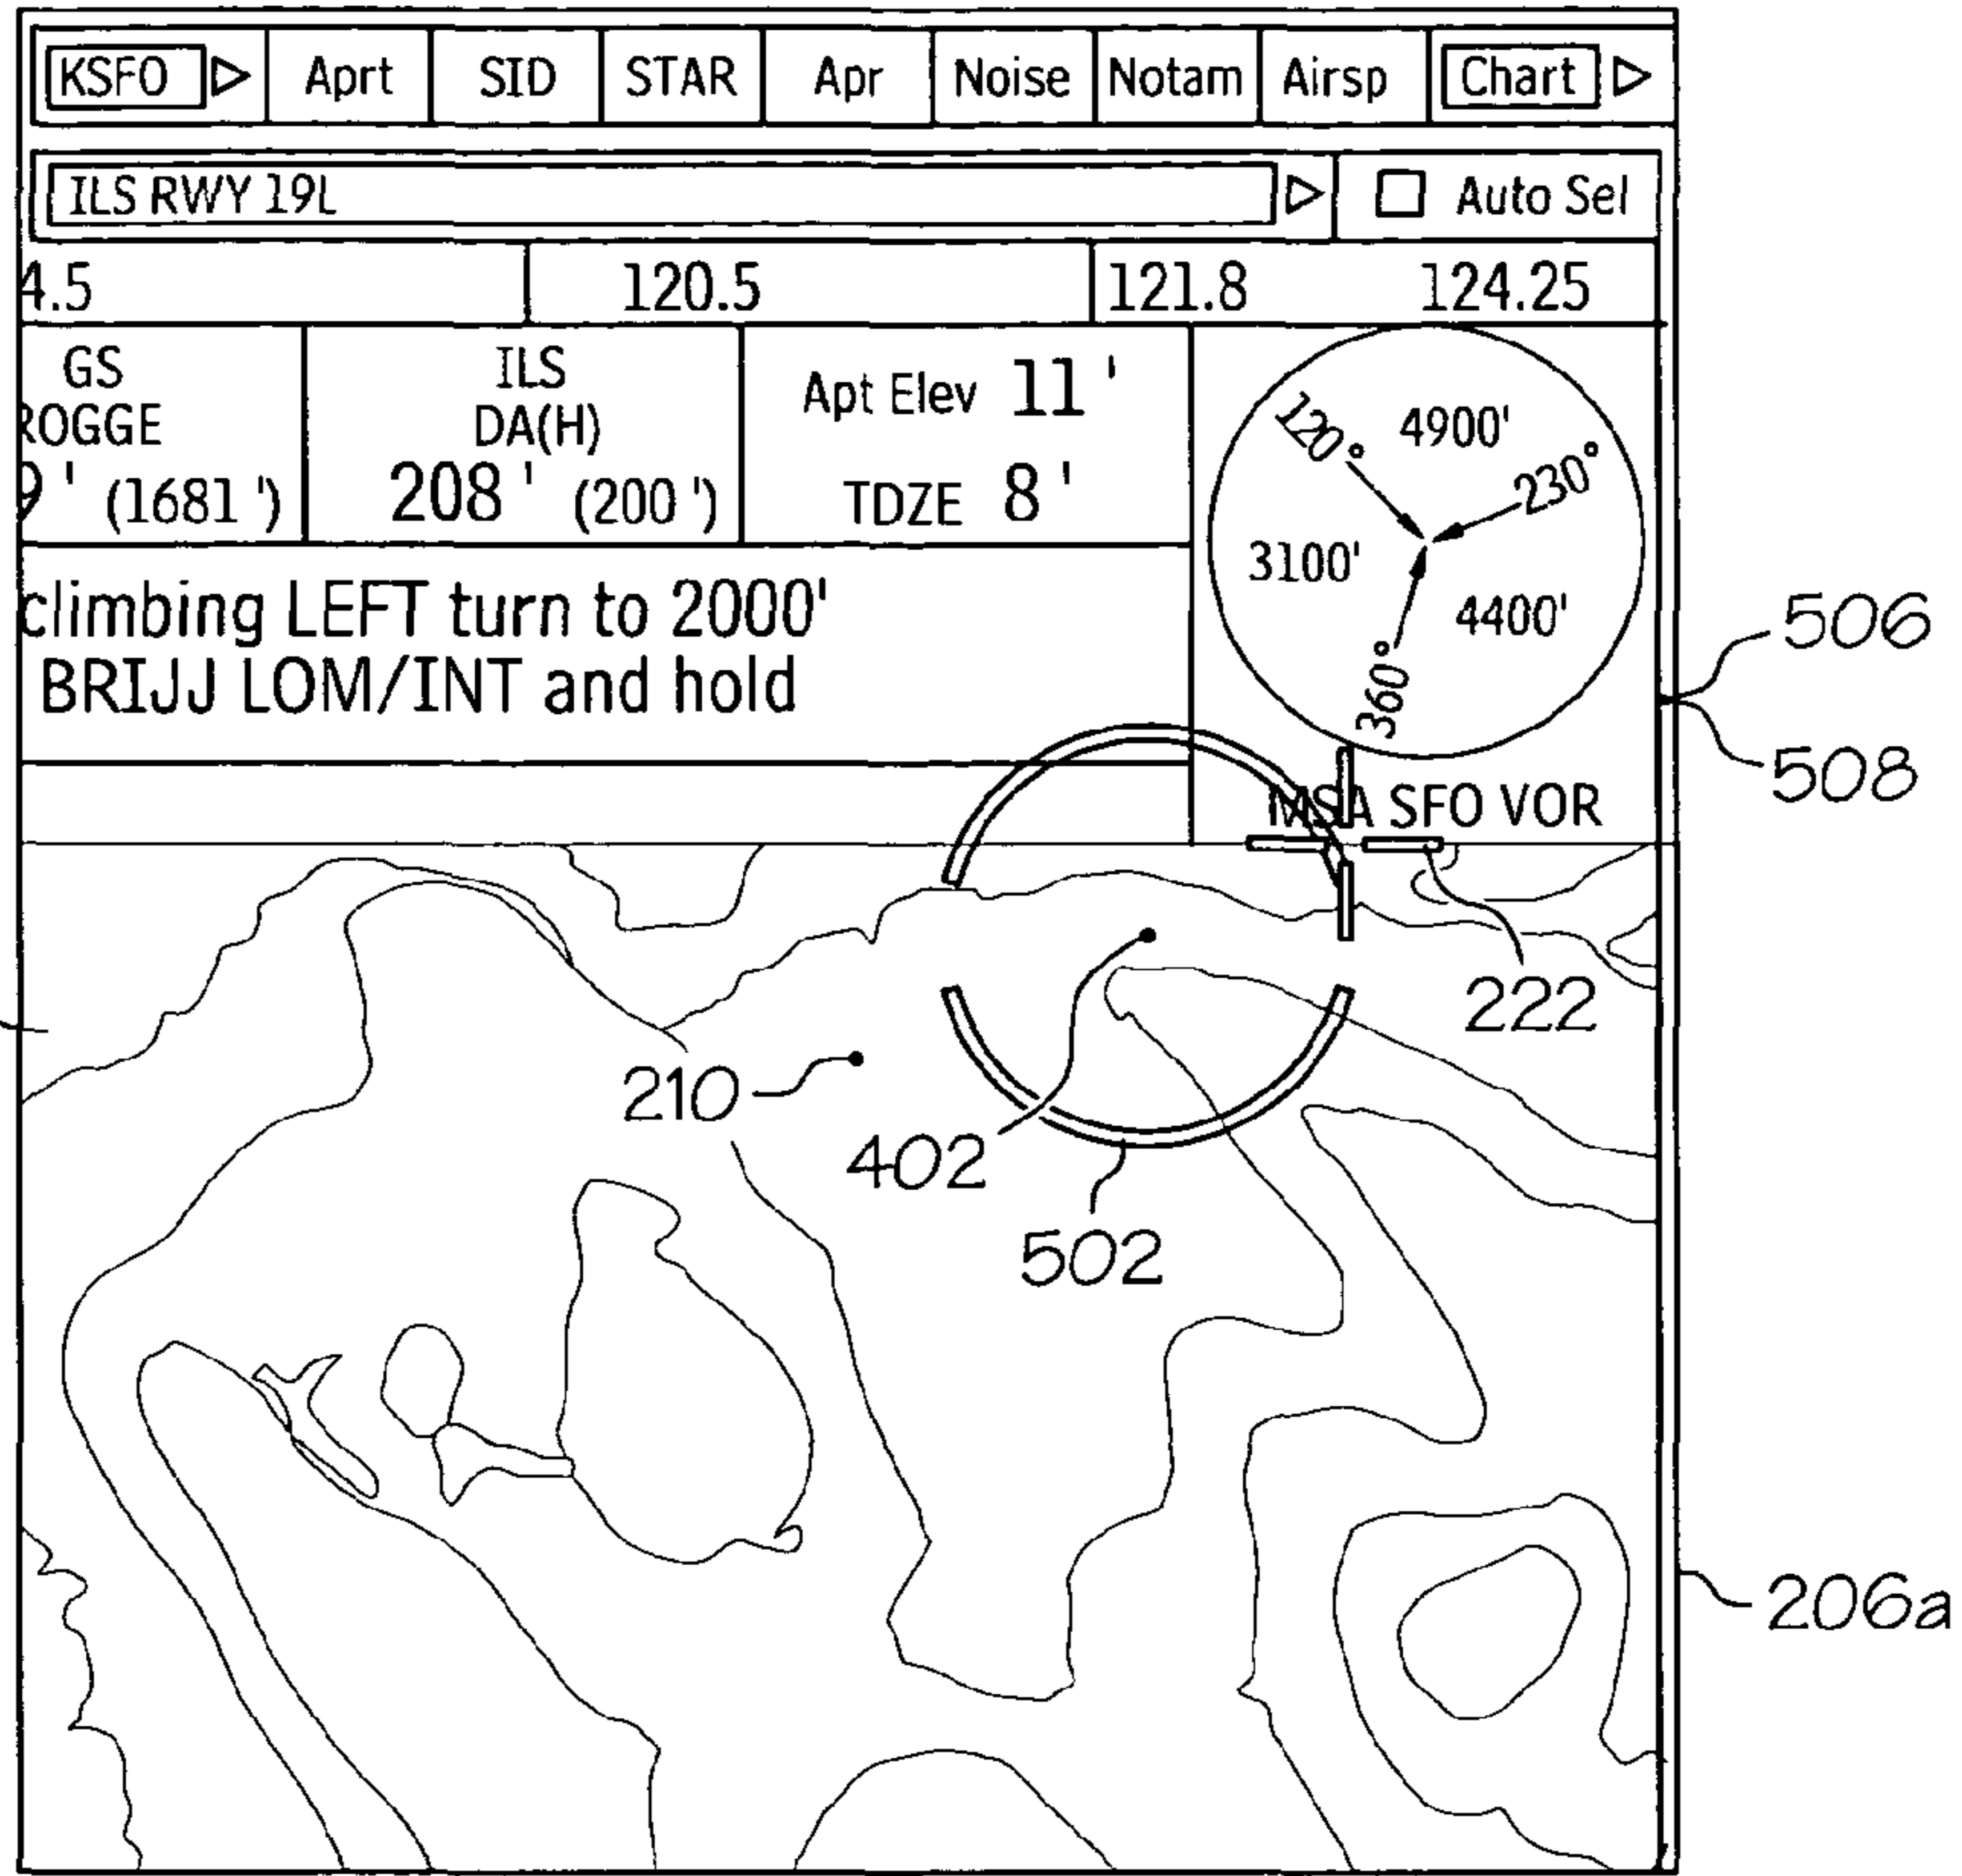 KSFO Aprt SID STAR Apr Noise Notam Airsp Chart
ILS RWY 19L Auto Sel
4.5 120.5 121.8 124.25
GS
ROGGE
9' (1681')
ILS
DA(H)
208' (200')
Apt Elev 11'
TDZE 8'
120° 4900'
230°
3100'
4400'
360°
MSA SFO VOR
climbing LEFT turn to 2000'
BRIJJ LOM/INT and hold
506
508
222
210
402
502
206a